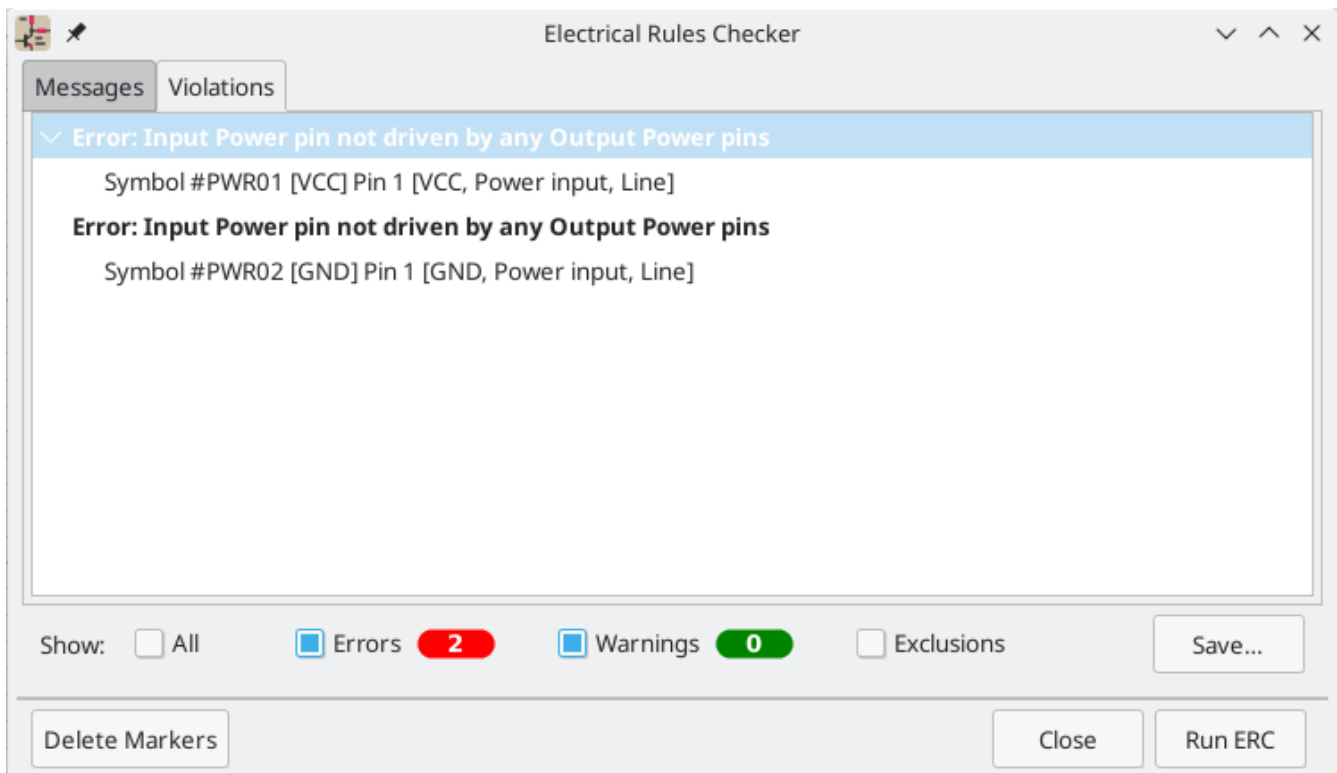 Electrical Rules Checker
Messages Violations
Error: Input Power pin not driven by any Output Power pins
Symbol #PWR01 [VCC] Pin 1 [VCC, Power input, Line]
Error: Input Power pin not driven by any Output Power pins
Symbol #PWR02 [GND] Pin 1 [GND, Power input, Line]
Show: All Errors 2 Warnings 0 Exclusions Save...
Delete Markers Close Run ERC